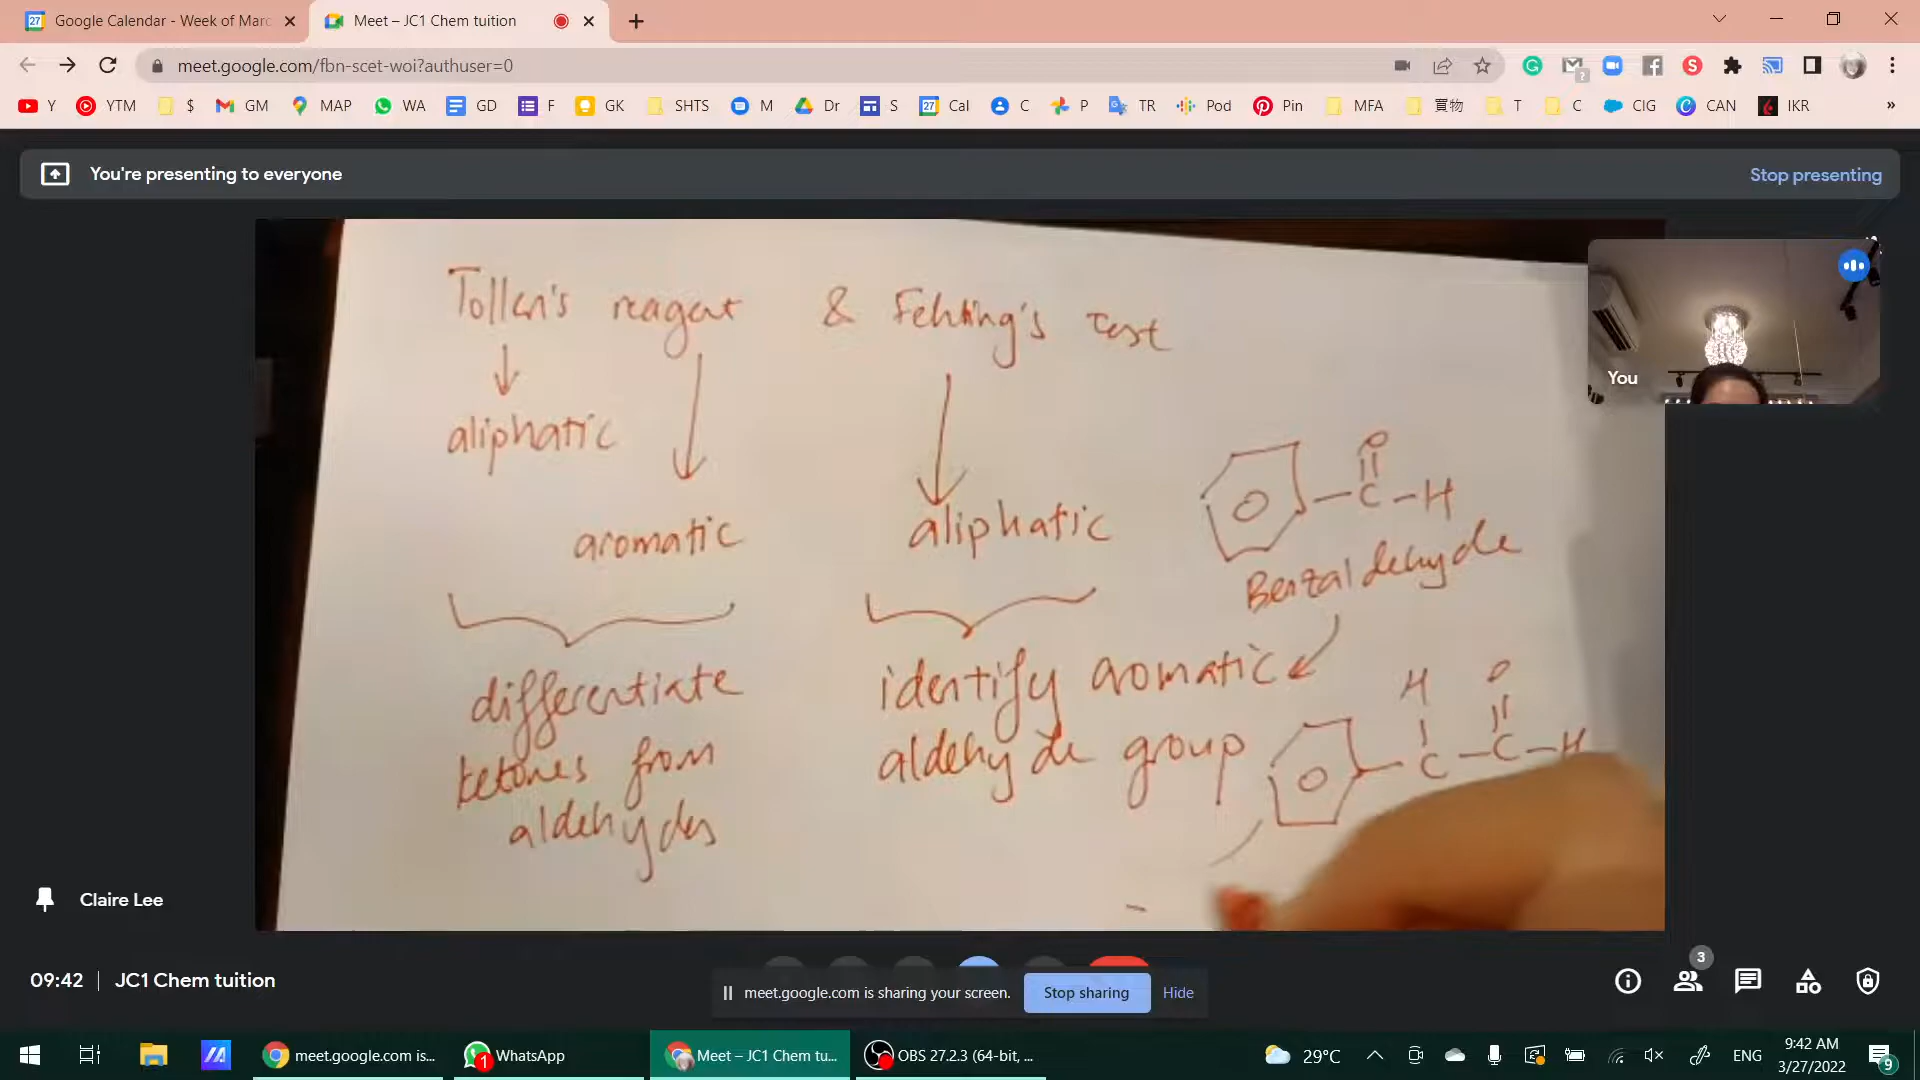 Google Calendar - Week of Marc
Meet – JC1 Chem tuition
meet.google.com/fbn-scet-woi?authuser=0
Y YTM $ GM MAP WA GD F GK SHTS M Dr S Cal C P TR Pod Pin MFA 買物 T C CIG CAN IKR »
You're presenting to everyone
Stop presenting
Tollen's reagent & Fehling's Test
You
aliphatic
aromatic
aliphatic
O
C-H
Benzaldehyde
differentiate
ketones from
aldehydes
identify aromatic
aldehyde group
H O
C-C-H
Claire Lee
09:42 | JC1 Chem tuition
3
meet.google.com is sharing your screen.
Stop sharing
Hide
meet.google.com is...
1
WhatsApp
Meet – JC1 Chem tu...
OBS 27.2.3 (64-bit, ...
29°C
ENG
9:42 AM
3/27/2022
9